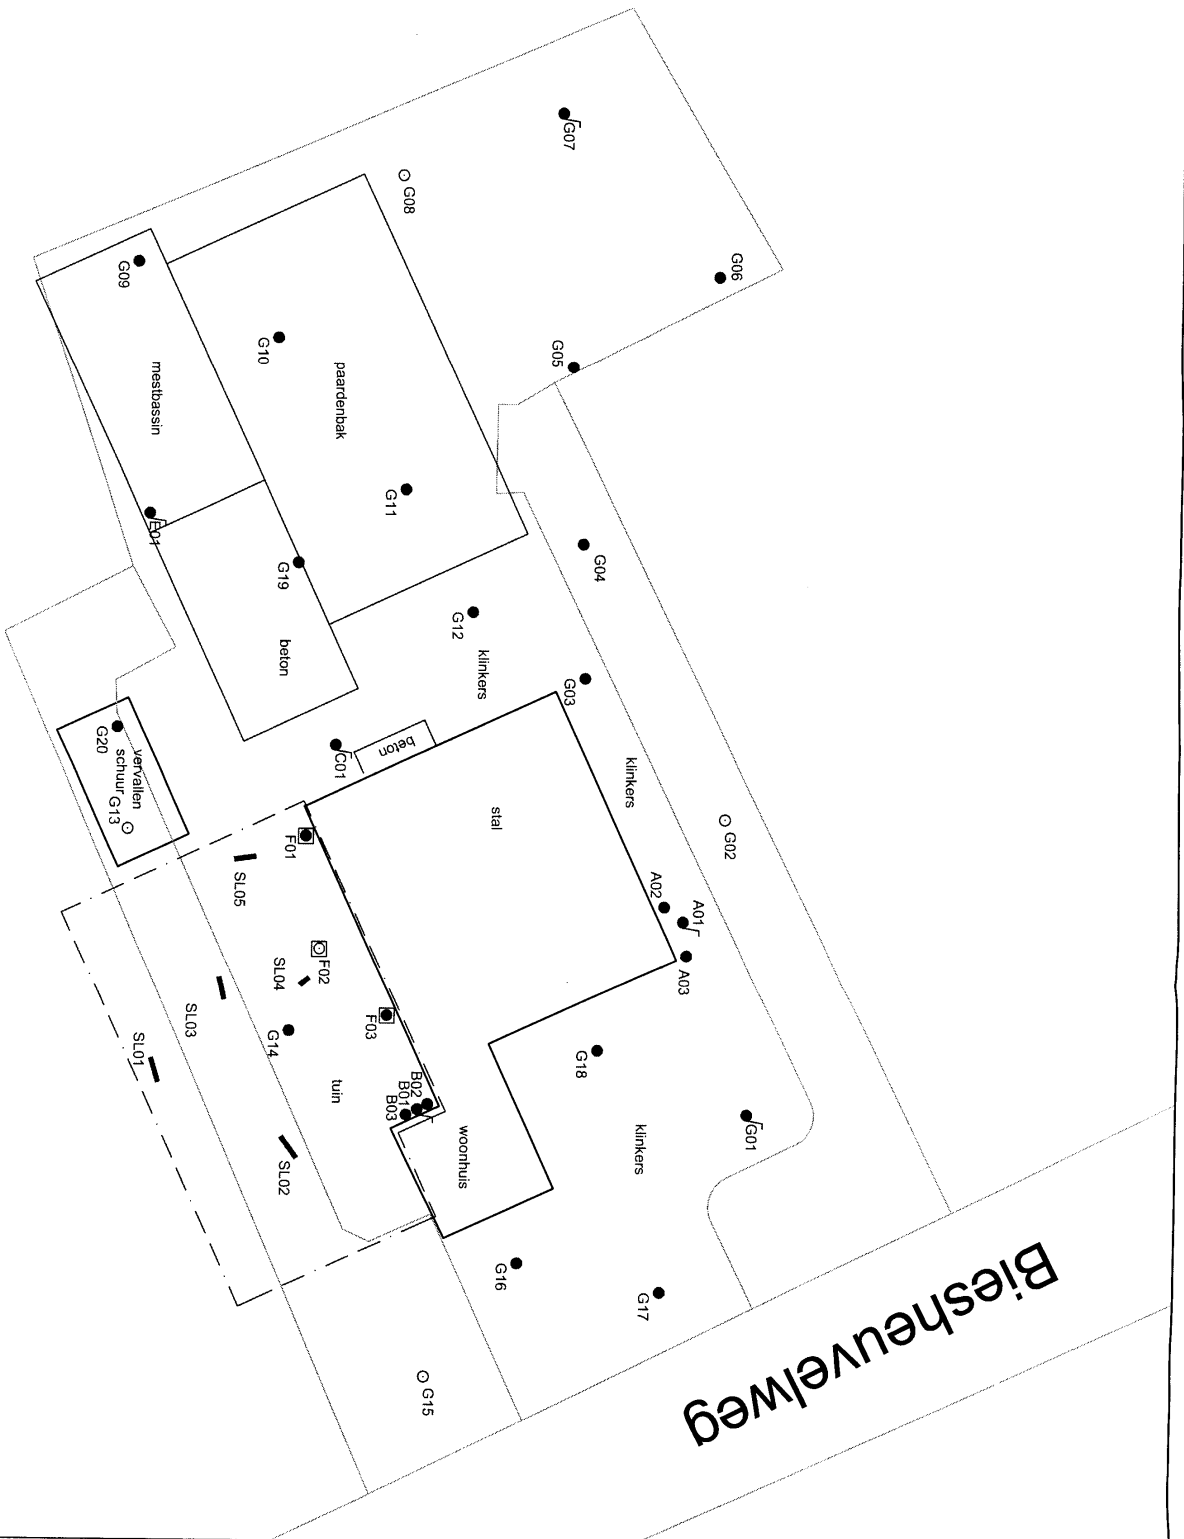 G07
G08
G06
G09
G10
G05
mestbassin
paardenbak
G11
E01
G19
G04
G12
klinkers
beton
G03
G20
vervallen
schuur
G13
C01
beton
klinkers
stal
G02
F01
SL05
A02
A01
A03
F02
SL04
SL03
G14
F03
SL01
tuin
B02
B01
B03
G18
G01
klinkers
woonhuis
SL02
G16
G17
G15
Biesheuvelweg